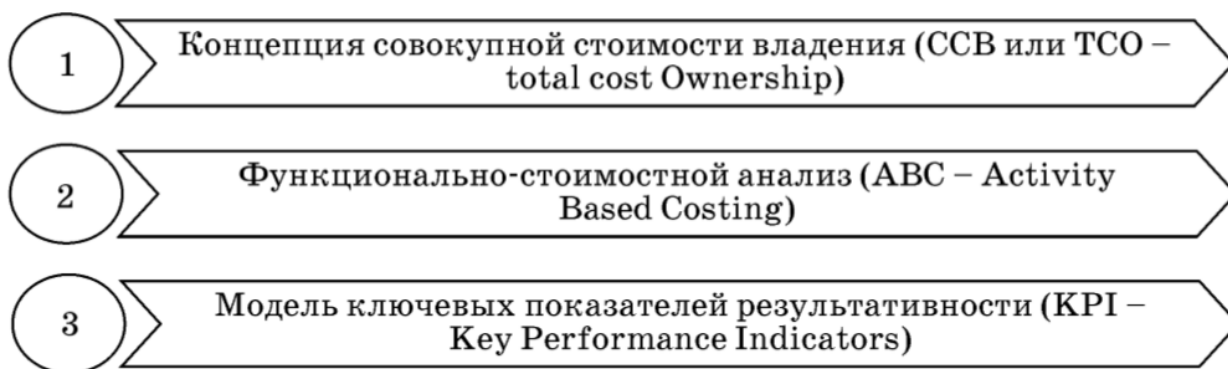 1
Концепция совокупной стоимости владения (ССВ или TCO –
total cost Ownership)
2
Функционально-стоимостной анализ (ABC – Activity
Based Costing)
3
Модель ключевых показателей результативности (KPI –
Key Performance Indicators)